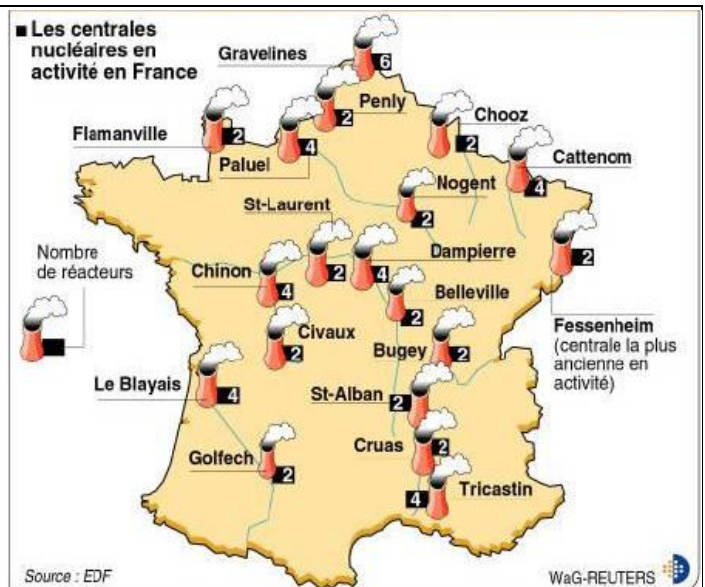 ■ Les centrales
nucléaires en
activité en France
Gravelines
6
Penly
2
Chooz
2
Flamanville
2
Paluel
4
Cattenom
4
Nogent
2
St-Laurent
2
Dampierre
4
2
Nombre
de réacteurs
Chinon
4
Belleville
2
Fessenheim
(centrale la plus
ancienne en
activité)
Civaux
2
Bugey
2
Le Blayais
4
St-Alban
2
Cruas
2
Golfech
2
4
Tricastin
Source : EDF
WaG-REUTERS